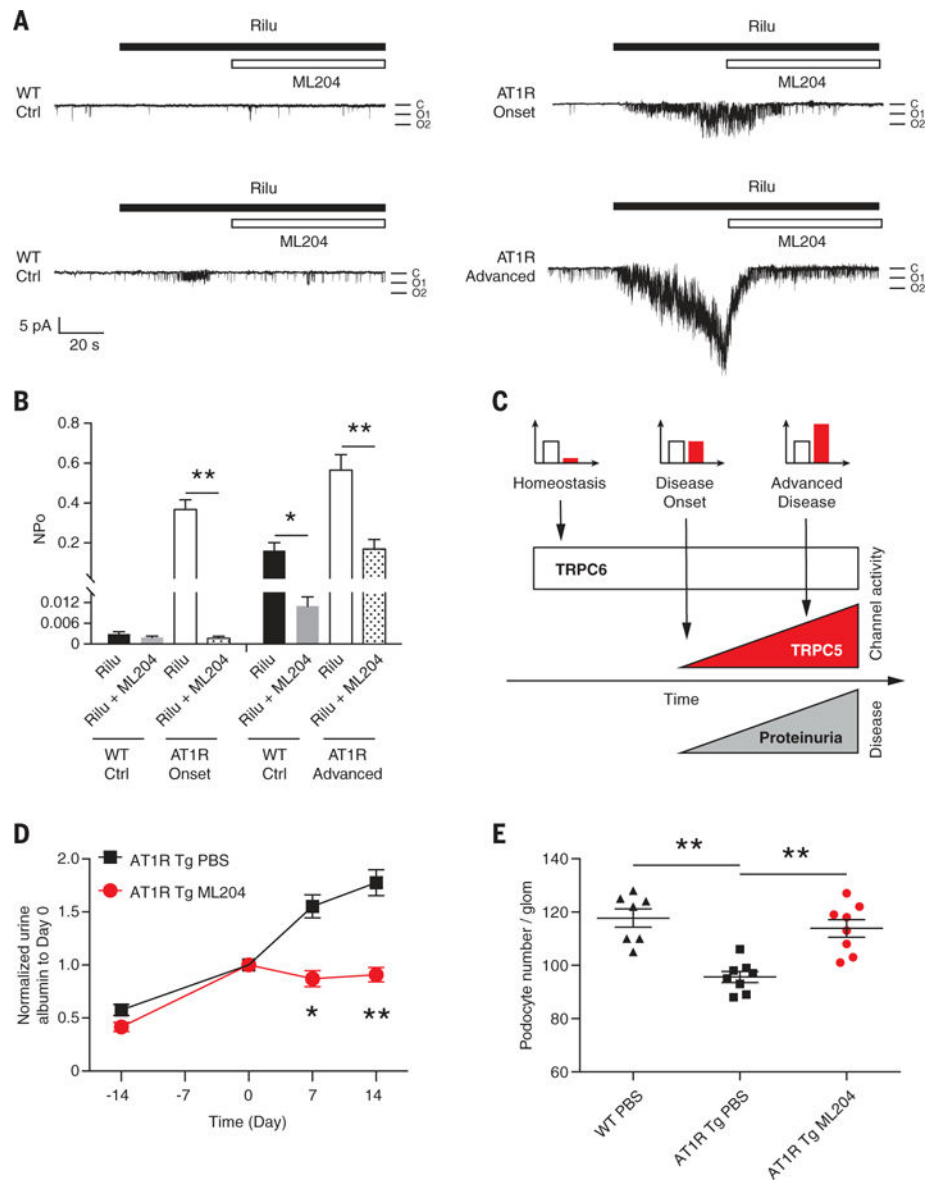 A
Rilu
ML204
WT
Ctrl
C
O1
O2
Rilu
ML204
AT1R
Onset
C
O1
O2
Rilu
ML204
WT
Ctrl
C
O1
O2
5 pA
20 s
Rilu
ML204
AT1R
Advanced
C
O1
O2
B
NPo
0.8
0.6
0.4
0.2
0.012
0.006
0
**
*
**
Rilu
Rilu + ML204
Rilu
Rilu + ML204
Rilu
Rilu + ML204
Rilu
Rilu + ML204
WT
Ctrl
AT1R
Onset
WT
Ctrl
AT1R
Advanced
C
Homeostasis
Disease
Onset
Advanced
Disease
TRPC6
TRPC5
Channel activity
Time
Proteinuria
Disease
D
AT1R Tg PBS
AT1R Tg ML204
Normalized urine
albumin to Day 0
2.0
1.5
1.0
0.5
0
*
**
-14
-7
0
7
14
Time (Day)
E
Podocyte number / glom
140
120
100
80
60
**
**
WT PBS
AT1R Tg PBS
AT1R Tg ML204